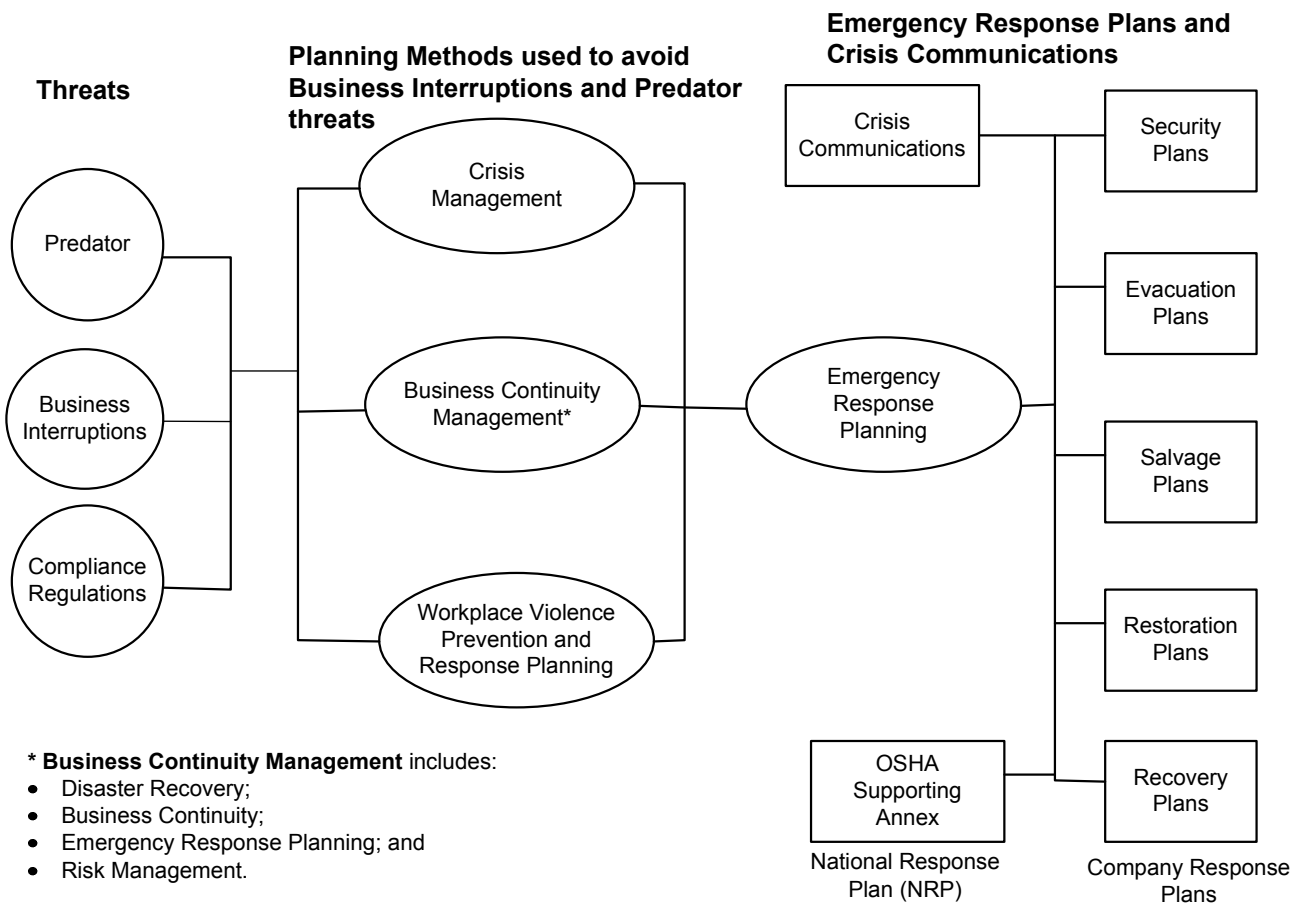 Threats
Planning Methods used to avoid
Business Interruptions and Predator
threats
Emergency Response Plans and
Crisis Communications
Predator
Business
Interruptions
Compliance
Regulations
Crisis
Management
Business Continuity
Management*
Workplace Violence
Prevention and
Response Planning
Emergency
Response
Planning
Crisis
Communications
Security
Plans
Evacuation
Plans
Salvage
Plans
Restoration
Plans
OSHA
Supporting
Annex
National Response
Plan (NRP)
Recovery
Plans
Company Response
Plans
* Business Continuity Management includes:
• Disaster Recovery;
• Business Continuity;
• Emergency Response Planning; and
• Risk Management.